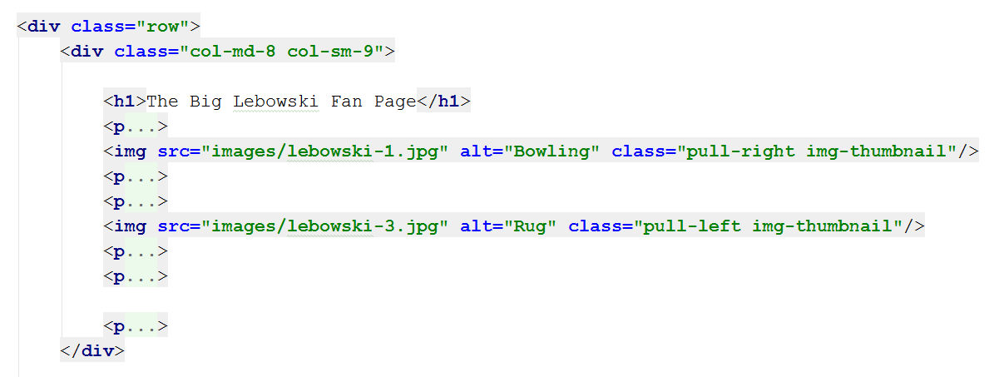 <div class="row">
<div class="col-md-8 col-sm-9">
<h1>The Big Lebowski Fan Page</h1>
<p...>
<img src="images/lebowski-1.jpg" alt="Bowling" class="pull-right img-thumbnail"/>
<p...>
<p...>
<img src="images/lebowski-3.jpg" alt="Rug" class="pull-left img-thumbnail"/>
<p...>
<p...>
<p...>
</div>